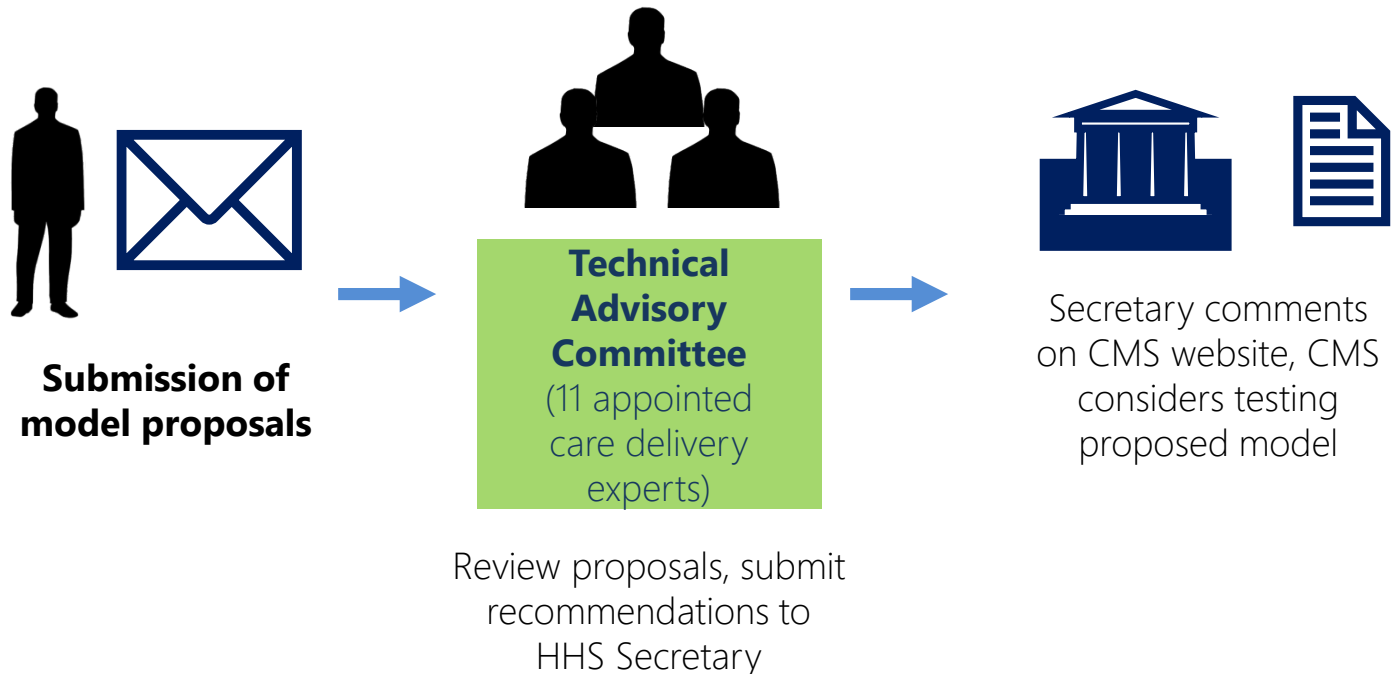 Submission of
model proposals
Technical
Advisory
Committee
(11 appointed
care delivery
experts)
Review proposals, submit
recommendations to
HHS Secretary
Secretary comments
on CMS website, CMS
considers testing
proposed model